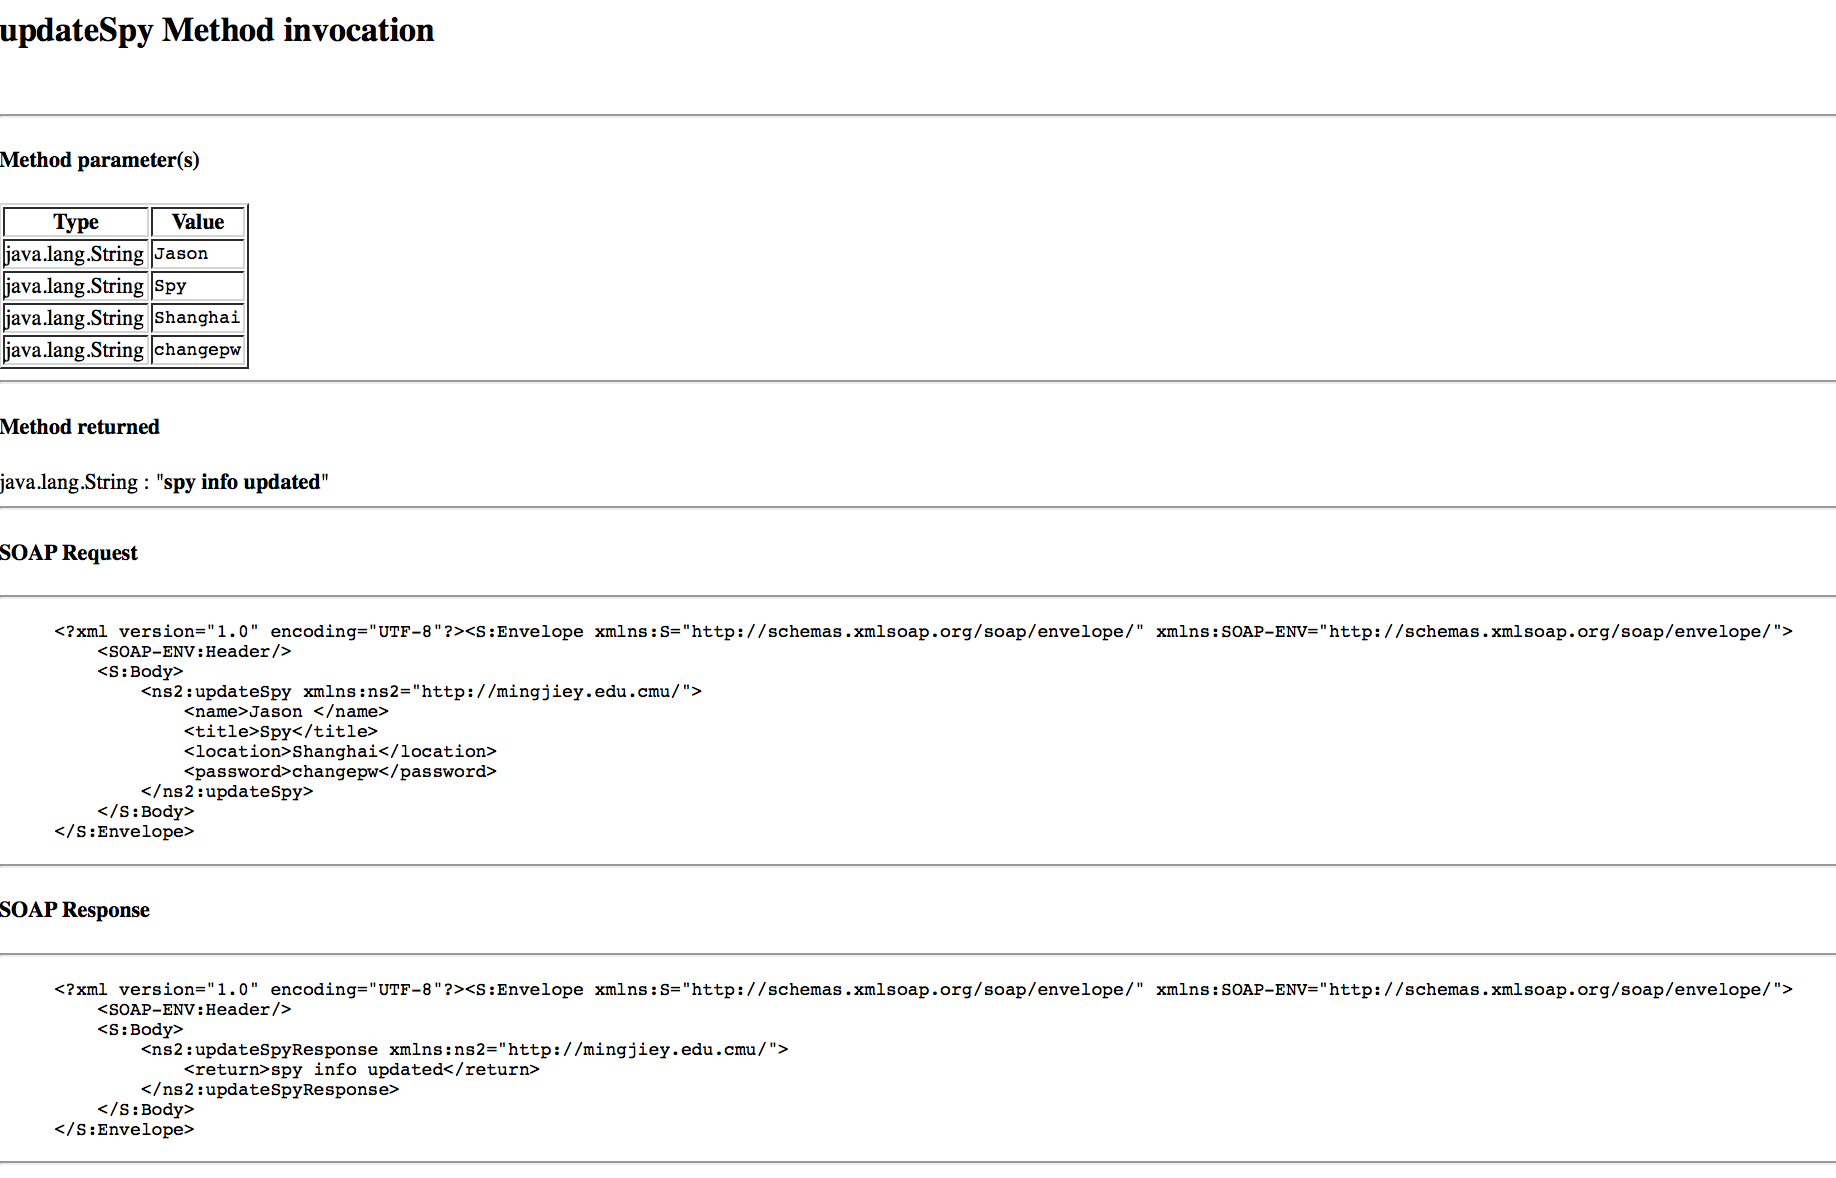 updateSpy Method invocation
Method parameter(s)
Type Value
java.lang.String Jason
java.lang.String Spy
java.lang.String Shanghai
java.lang.String changepw
Method returned
java.lang.String : "spy info updated"
SOAP Request
<?xml version="1.0" encoding="UTF-8"?><S:Envelope xmlns:S="http://schemas.xmlsoap.org/soap/envelope/" xmlns:SOAP-ENV="http://schemas.xmlsoap.org/soap/envelope/">
<SOAP-ENV:Header/>
<S:Body>
<ns2:updateSpy xmlns:ns2="http://mingjiey.edu.cmu/">
<name>Jason </name>
<title>Spy</title>
<location>Shanghai</location>
<password>changepw</password>
</ns2:updateSpy>
</S:Body>
</S:Envelope>
SOAP Response
<?xml version="1.0" encoding="UTF-8"?><S:Envelope xmlns:S="http://schemas.xmlsoap.org/soap/envelope/" xmlns:SOAP-ENV="http://schemas.xmlsoap.org/soap/envelope/">
<SOAP-ENV:Header/>
<S:Body>
<ns2:updateSpyResponse xmlns:ns2="http://mingjiey.edu.cmu/">
<return>spy info updated</return>
</ns2:updateSpyResponse>
</S:Body>
</S:Envelope>